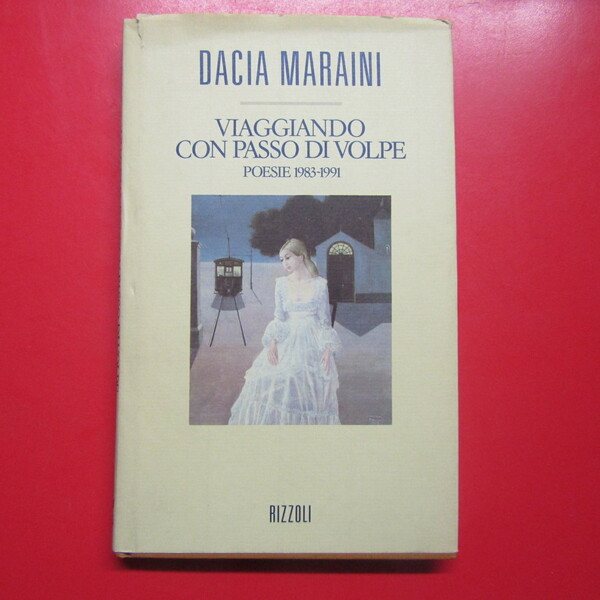 DACIA MARAINI
VIAGGIANDO
CON PASSO DI VOLPE
POESIE 1983-1991
RIZZOLI